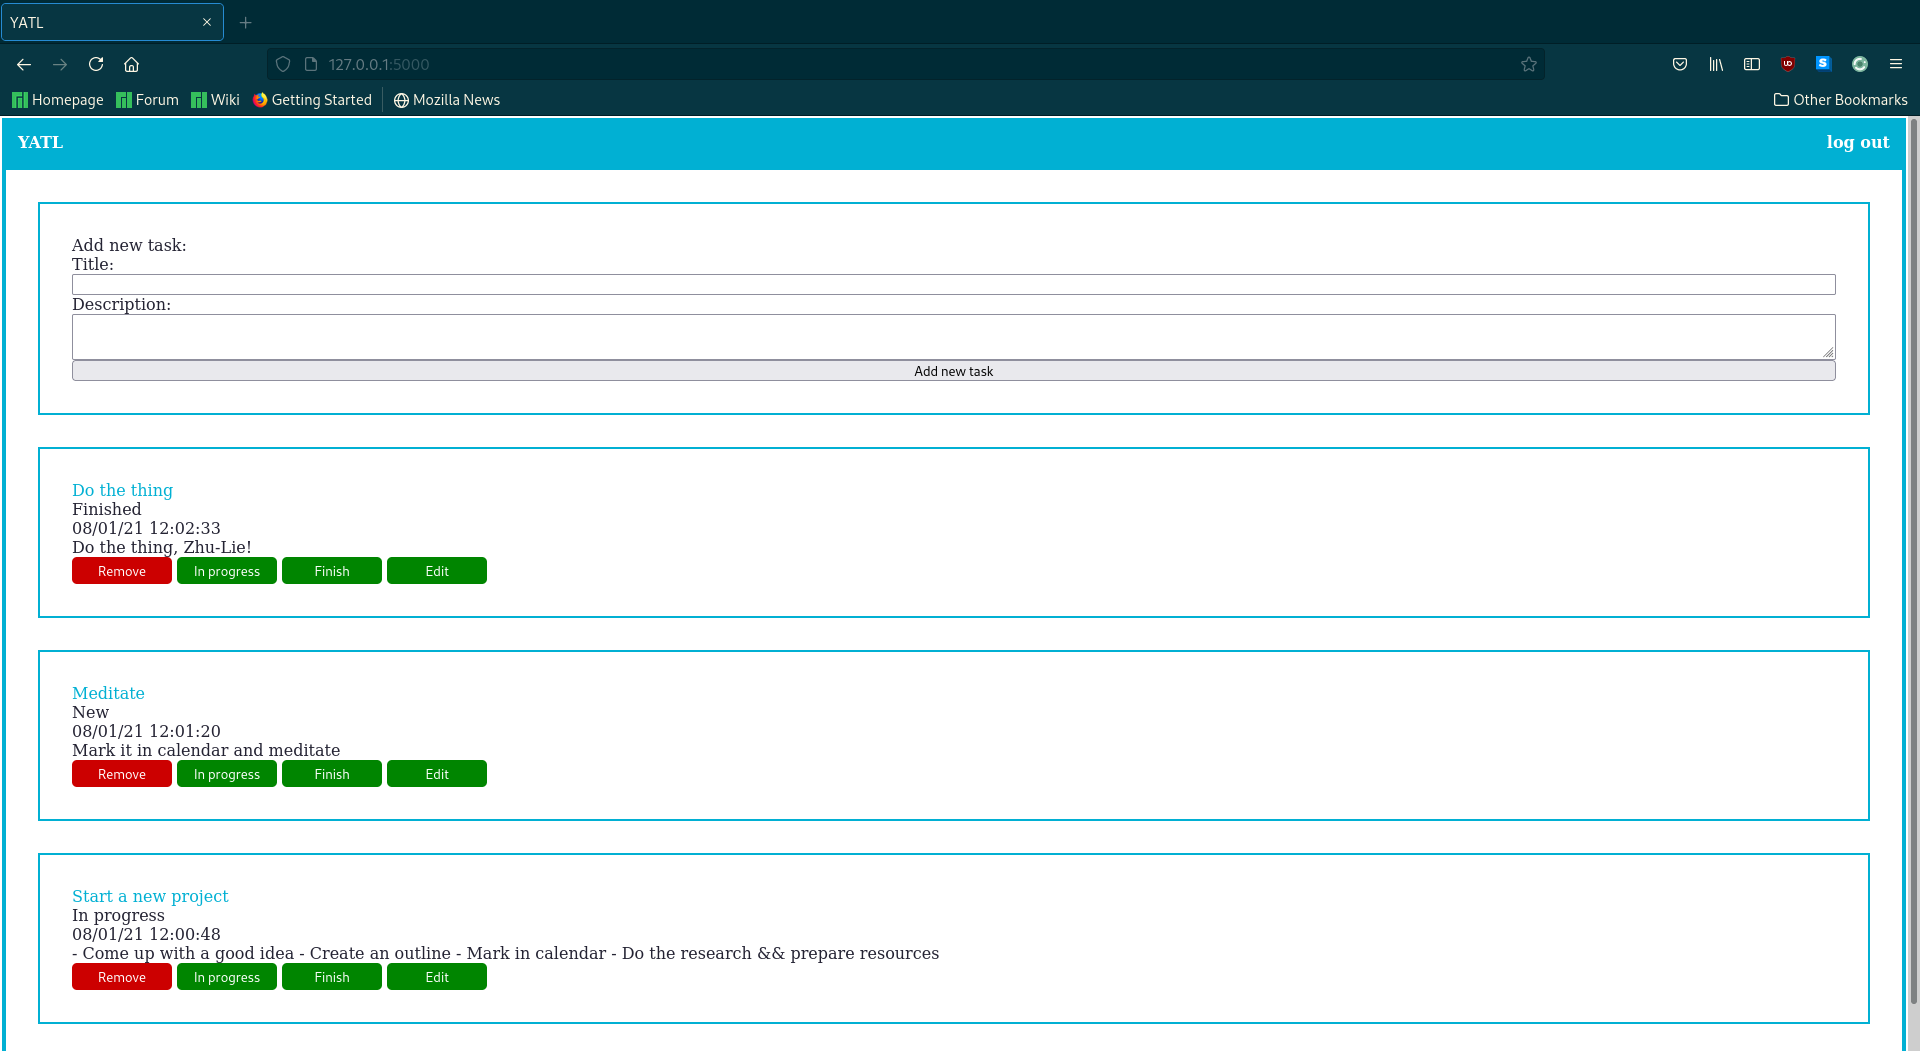 YATL
127.0.0.1:5000
Homepage Forum Wiki Getting Started Mozilla News Other Bookmarks
YATL log out
Add new task:
Title:
Description:
Add new task
Do the thing
Finished
08/01/21 12:02:33
Do the thing, Zhu-Lie!
Remove In progress Finish Edit
Meditate
New
08/01/21 12:01:20
Mark it in calendar and meditate
Remove In progress Finish Edit
Start a new project
In progress
08/01/21 12:00:48
- Come up with a good idea - Create an outline - Mark in calendar - Do the research && prepare resources
Remove In progress Finish Edit